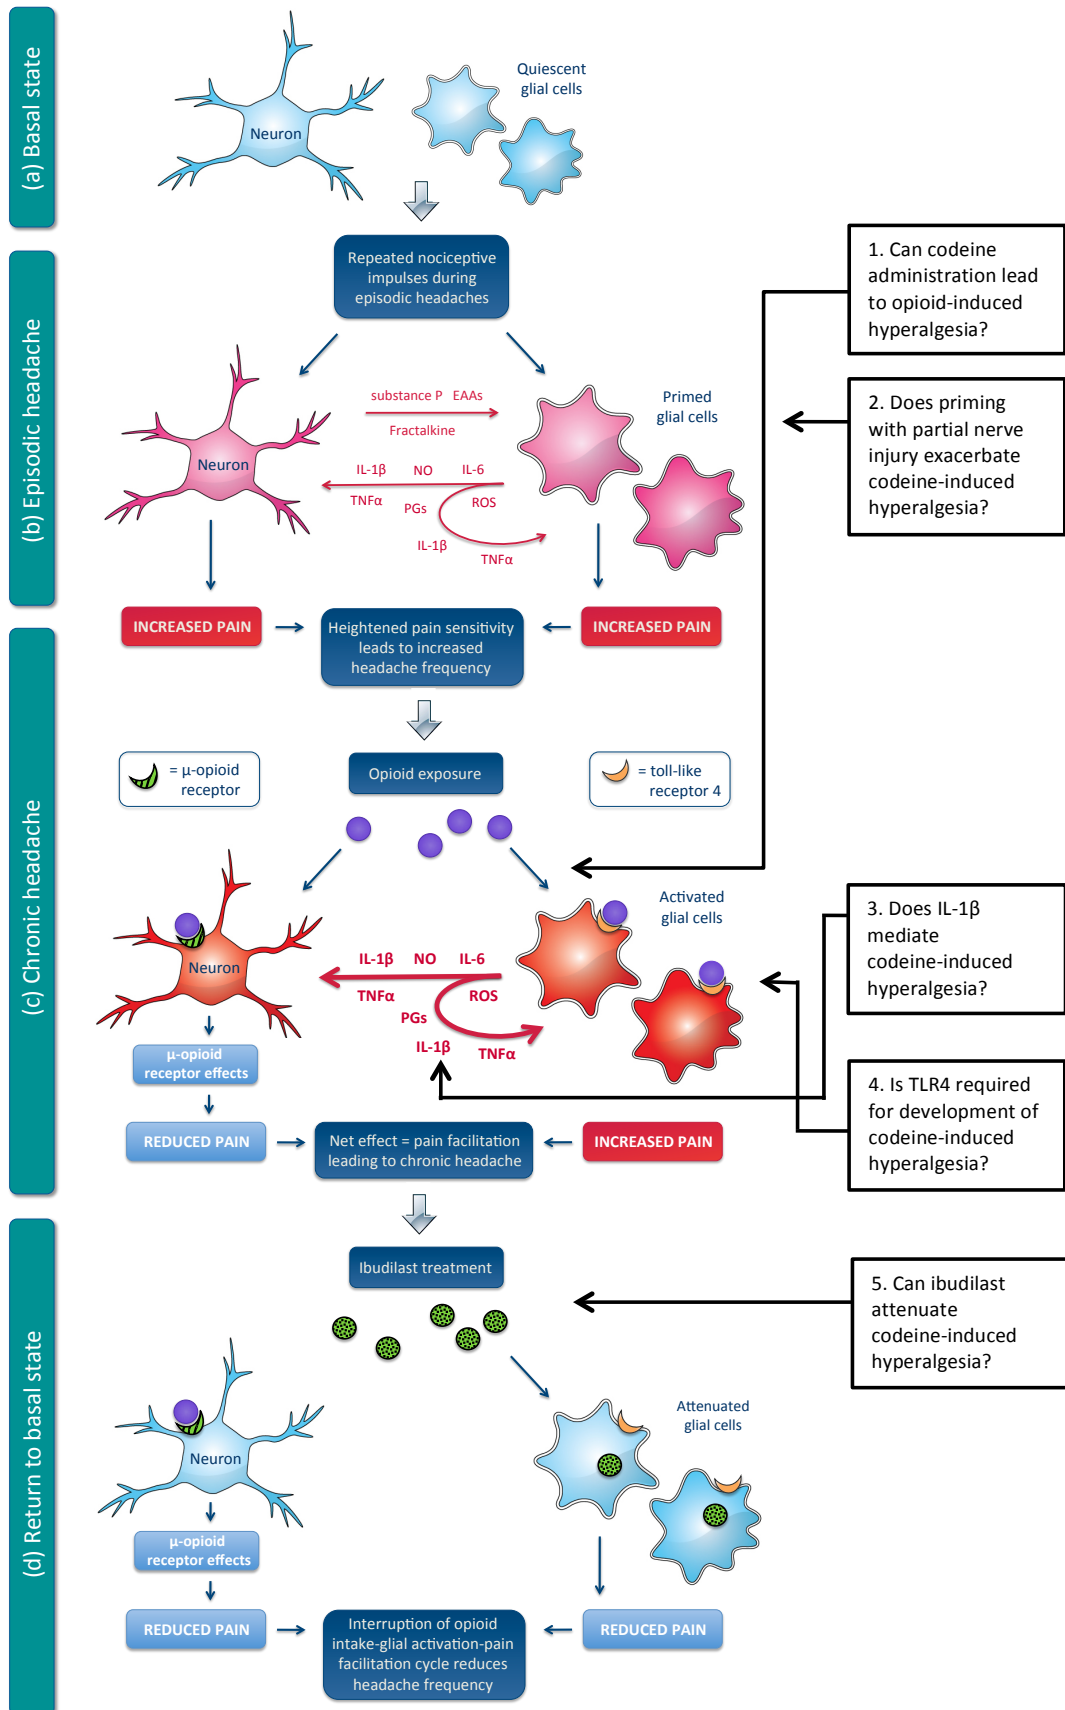 (a) Basal state
Neuron
Quiescent
glial cells
(b) Episodic headache
Repeated nociceptive
impulses during
episodic headaches
1. Can codeine
administration lead
to opioid-induced
hyperalgesia?
substance P EAAs
Fractalkine
Primed
glial cells
Neuron
IL-1β NO IL-6
TNFα PGs ROS
IL-1β
TNFα
2. Does priming
with partial nerve
injury exacerbate
codeine-induced
hyperalgesia?
INCREASED PAIN
Heightened pain sensitivity
leads to increased
headache frequency
INCREASED PAIN
(c) Chronic headache
= μ-opioid
receptor
Opioid exposure
= toll-like
receptor 4
Activated
glial cells
Neuron
IL-1β NO IL-6
TNFα ROS
PGs
IL-1β TNFα
3. Does IL-1β
mediate
codeine-induced
hyperalgesia?
μ-opioid
receptor effects
4. Is TLR4 required
for development of
codeine-induced
hyperalgesia?
REDUCED PAIN
Net effect = pain facilitation
leading to chronic headache
INCREASED PAIN
(d) Return to basal state
Ibudilast treatment
5. Can ibudilast
attenuate
codeine-induced
hyperalgesia?
Attenuated
glial cells
Neuron
μ-opioid
receptor effects
REDUCED PAIN
Interruption of opioid
intake-glial activation-pain
facilitation cycle reduces
headache frequency
REDUCED PAIN